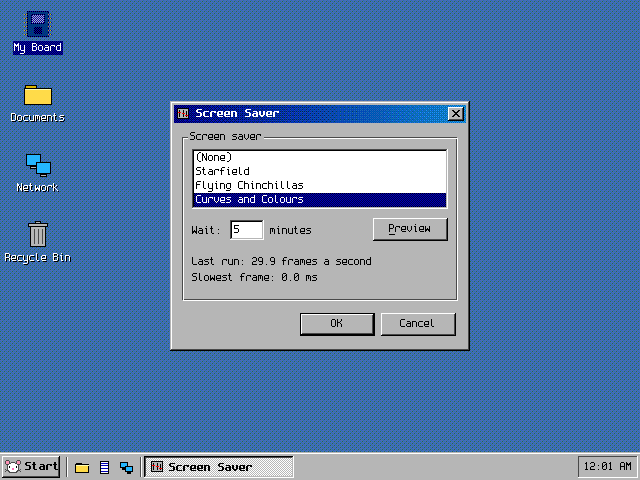 My Board
Documents
Network
Recycle Bin
Screen Saver
Screen saver
(None)
Starfield
Flying Chinchillas
Curves and Colours
Wait: 5 minutes
Preview
Last run: 29.9 frames a second
Slowest frame: 0.0 ms
OK
Cancel
Start
Screen Saver
12:01 AM